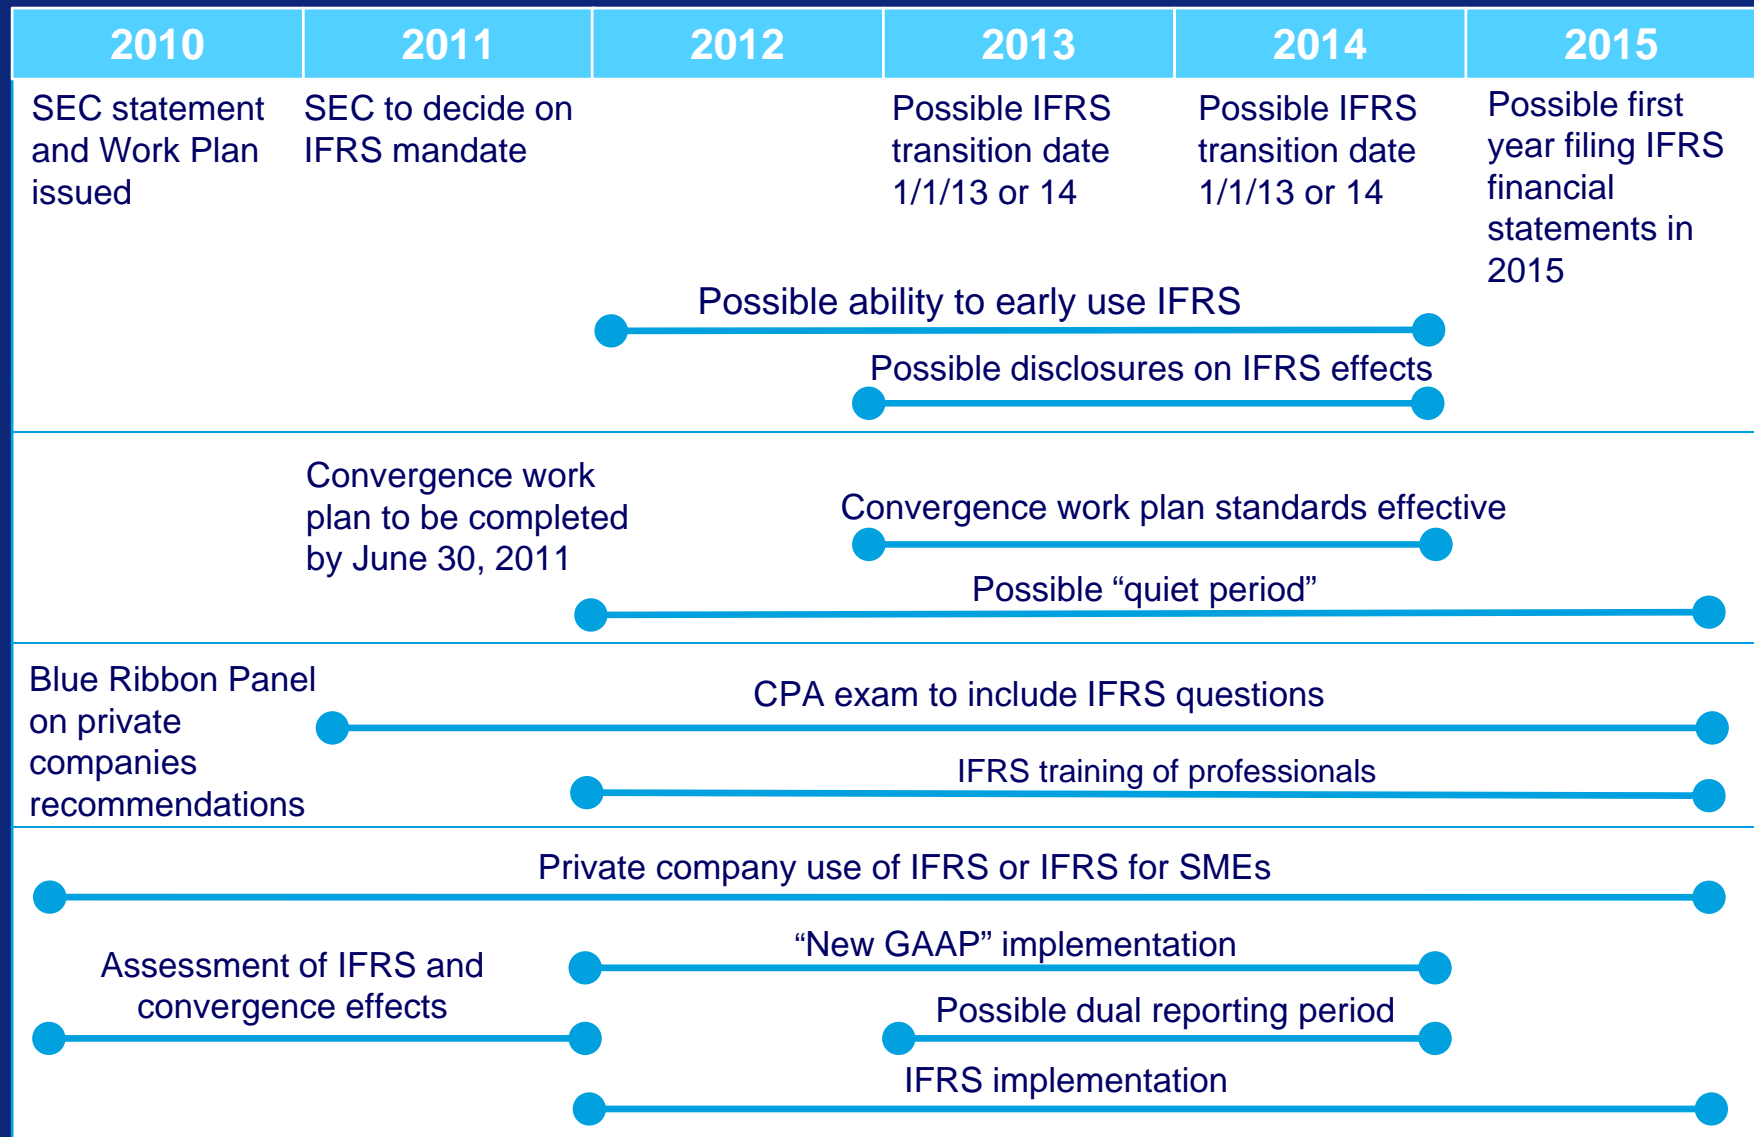 2010
2011
2012
2013
2014
2015
SEC statement
and Work Plan
issued
SEC to decide on
IFRS mandate
Possible IFRS
transition date
1/1/13 or 14
Possible IFRS
transition date
1/1/13 or 14
Possible first
year filing IFRS
financial
statements in
2015
Possible ability to early use IFRS
Possible disclosures on IFRS effects
Convergence work
plan to be completed
by June 30, 2011
Convergence work plan standards effective
Possible “quiet period”
Blue Ribbon Panel
on private
companies
recommendations
CPA exam to include IFRS questions
IFRS training of professionals
Private company use of IFRS or IFRS for SMEs
“New GAAP” implementation
Assessment of IFRS and
convergence effects
Possible dual reporting period
IFRS implementation